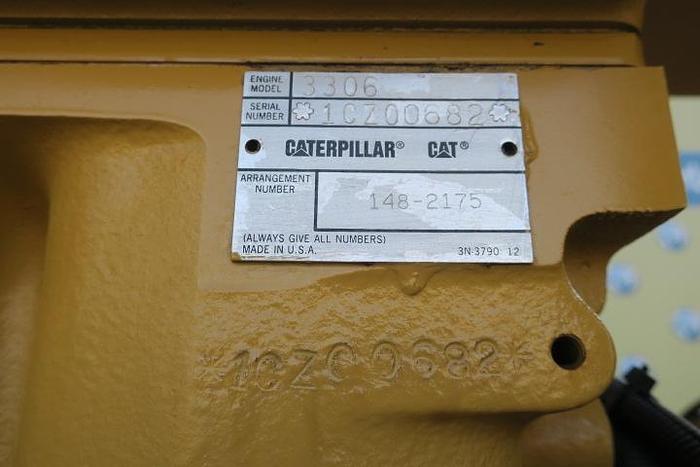 ENGINE MODEL 3306
SERIAL NUMBER *1CZ00682*
CATERPILLAR® CAT®
ARRANGEMENT NUMBER 148-2175
(ALWAYS GIVE ALL NUMBERS)
MADE IN U.S.A. 3N-3790 12
*1CZ00682*